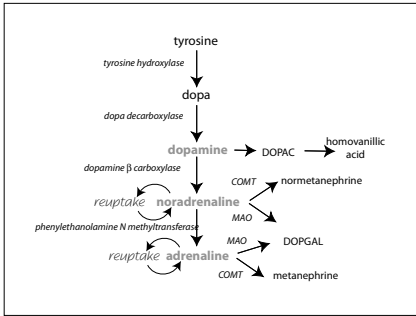 tyrosine
tyrosine hydroxylase
dopa
dopa decarboxylase
dopamine
DOPAC
homovanillic
acid
dopamine β carboxylase
COMT
normetanephrine
reuptake
noradrenaline
MAO
phenylethanolamine N methyltransferase
MAO
DOPGAL
reuptake
adrenaline
COMT
metanephrine